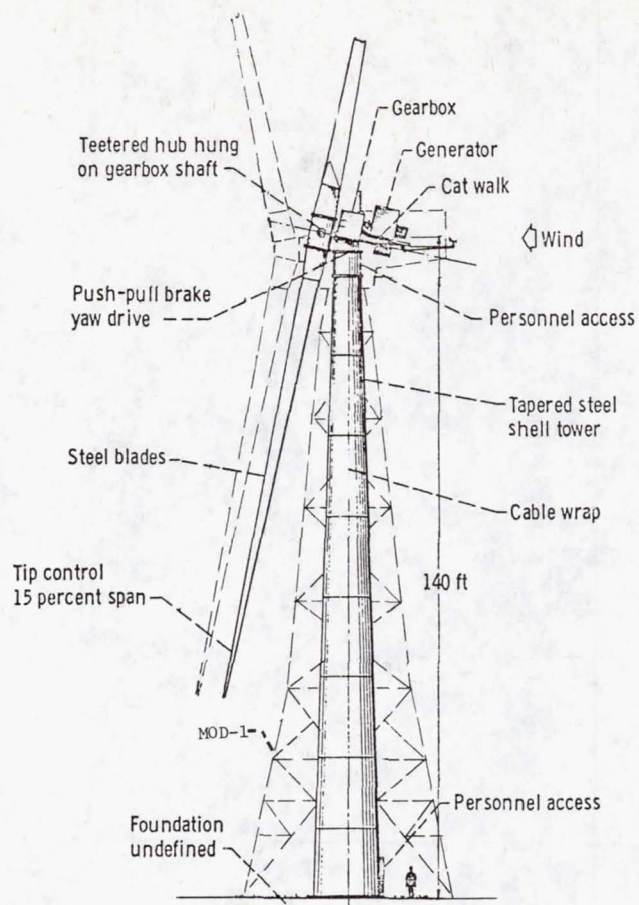 Gearbox
Teetered hub hung
on gearbox shaft
Generator
Cat walk
Wind
Push-pull brake
yaw drive
Personnel access
Tapered steel
shell tower
Steel blades
Cable wrap
Tip control
15 percent span
140 ft
MOD-1
Personnel access
Foundation
undefined